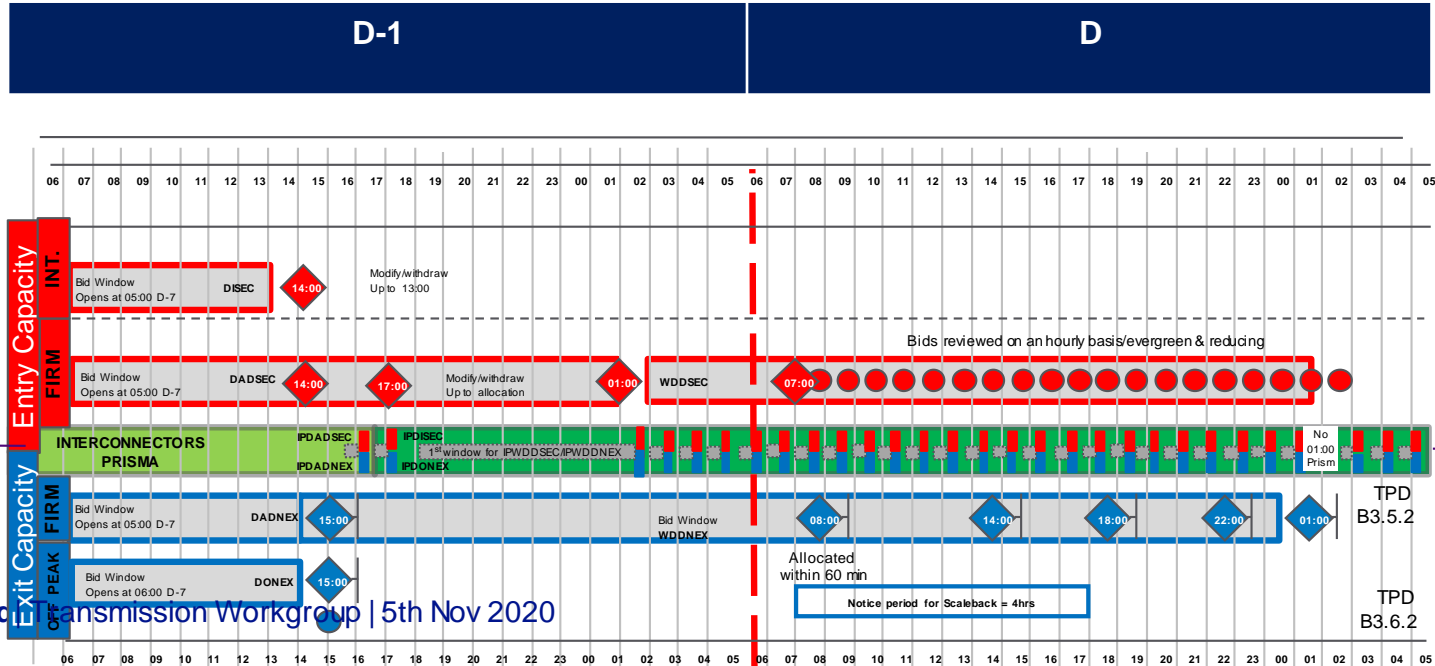 D-1 D
06 07 08 09 10 11 12 13 14 15 16 17 18 19 20 21 22 23 00 01 02 03 04 05 06 07 08 09 10 11 12 13 14 15 16 17 18 19 20 21 22 23 00 01 02 03 04 05
Entry Capacity
INT.
Bid Window
Opens at 05:00 D-7
DISEC
14:00
Modify/withdraw
Up to 13:00
FIRM
Bid Window
Opens at 05:00 D-7
DADSEC
14:00
17:00
Modify/withdraw
Up to allocation
01:00
WDDSEC
07:00
Bids reviewed on an hourly basis/evergreen & reducing
INTERCONNECTORS
PRISMA
IPDADSEC
IPDADNEX
IPDISEC
1st window for IPWDDSEC/IPWDDNEX
IPDONEX
No
01:00
Prism
Exit Capacity
FIRM
Bid Window
Opens at 05:00 D-7
DADNEX
15:00
Bid Window
WDDNEX
08:00
14:00
18:00
22:00
01:00
TPD
B3.5.2
OFF PEAK
Bid Window
Opens at 06:00 D-7
DONEX
15:00
Allocated
within 60 min
Notice period for Scaleback = 4hrs
TPD
B3.6.2
Transmission Workgroup | 5th Nov 2020
06 07 08 09 10 11 12 13 14 15 16 17 18 19 20 21 22 23 00 01 02 03 04 05 06 07 08 09 10 11 12 13 14 15 16 17 18 19 20 21 22 23 00 01 02 03 04 05